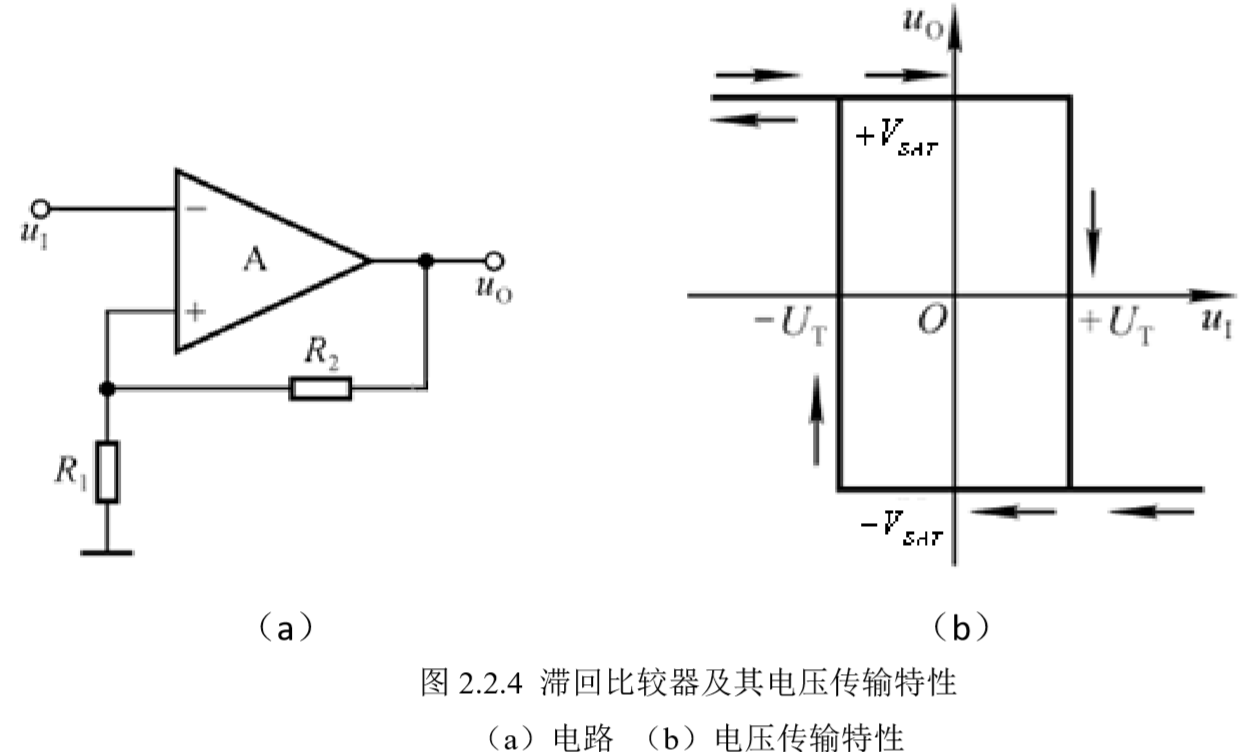 u_O
+V_SAT
u_I
−
A
+
u_O
R_2
−U_T
O
+U_T
u_I
R_1
−V_SAT
（a）
（b）
图 2.2.4 滞回比较器及其电压传输特性
（a）电路 （b）电压传输特性